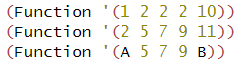 (Function '(1 2 2 2 10))
(Function '(2 5 7 9 11))
(Function '(A 5 7 9 B))